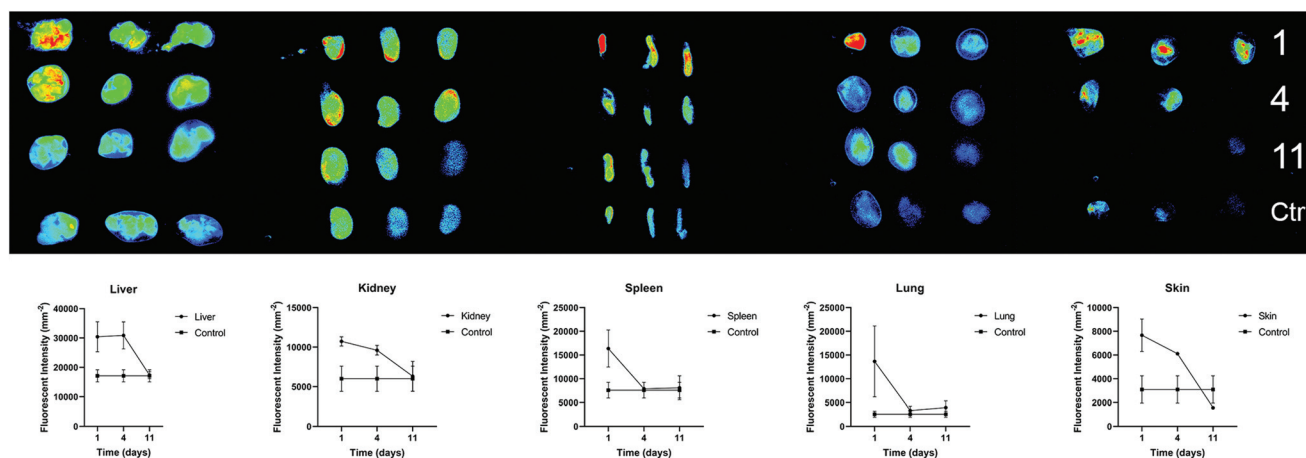 1
4
11
Ctr
Liver
Fluorescent Intensity (mm-2)
40000
30000
20000
10000
0
1 4 11
Time (days)
Liver
Control
Kidney
Fluorescent Intensity (mm-2)
15000
10000
5000
0
1 4 11
Time (days)
Kidney
Control
Spleen
Fluorescent Intensity (mm-2)
25000
20000
15000
10000
5000
0
1 4 11
Time (days)
Spleen
Control
Lung
Fluorescent Intensity (mm-2)
25000
20000
15000
10000
5000
0
1 4 11
Time (days)
Lung
Control
Skin
Fluorescent Intensity (mm-2)
10000
8000
6000
4000
2000
0
1 4 11
Time (days)
Skin
Control